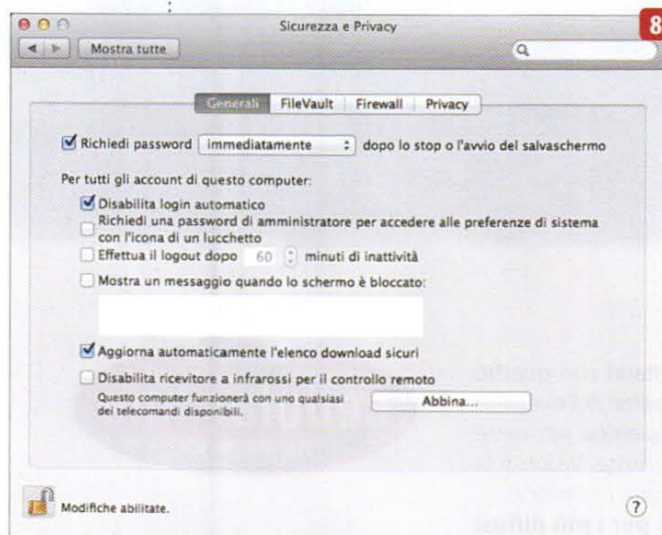 8
Sicurezza e Privacy
Mostra tutte
Generali FileVault Firewall Privacy
Richiedi password immediatamente dopo lo stop o l'avvio del salvaschermo
Per tutti gli account di questo computer:
Disabilita login automatico
Richiedi una password di amministratore per accedere alle preferenze di sistema
con l'icona di un lucchetto
Effettua il logout dopo 60 minuti di inattività
Mostra un messaggio quando lo schermo è bloccato:
Aggiorna automaticamente l'elenco download sicuri
Disabilita ricevitore a infrarossi per il controllo remoto
Questo computer funzionerà con uno qualsiasi
dei telecomandi disponibili.
Abbina...
Modifiche abilitate.
?